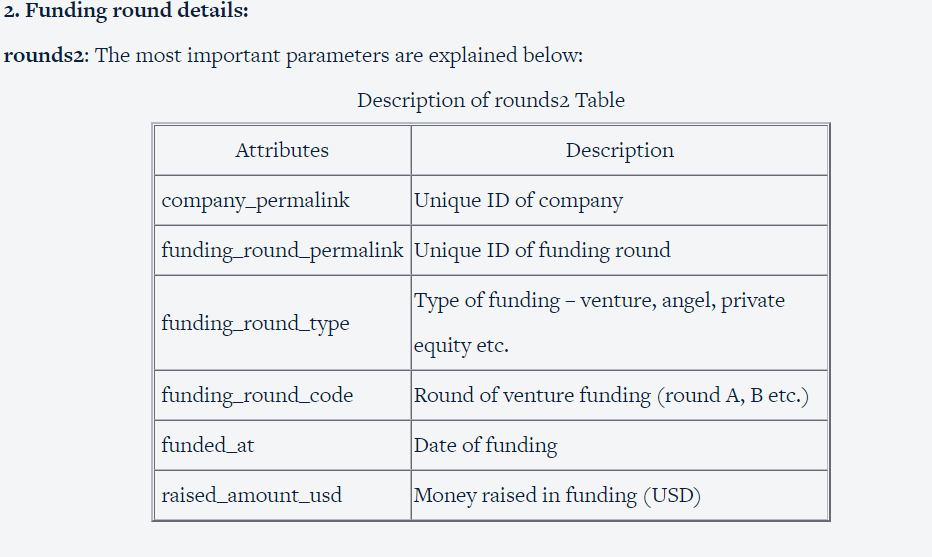 2. Funding round details:
rounds2: The most important parameters are explained below:
Description of rounds2 Table
Attributes Description
company_permalink Unique ID of company
funding_round_permalink Unique ID of funding round
funding_round_type Type of funding – venture, angel, private
equity etc.
funding_round_code Round of venture funding (round A, B etc.)
funded_at Date of funding
raised_amount_usd Money raised in funding (USD)